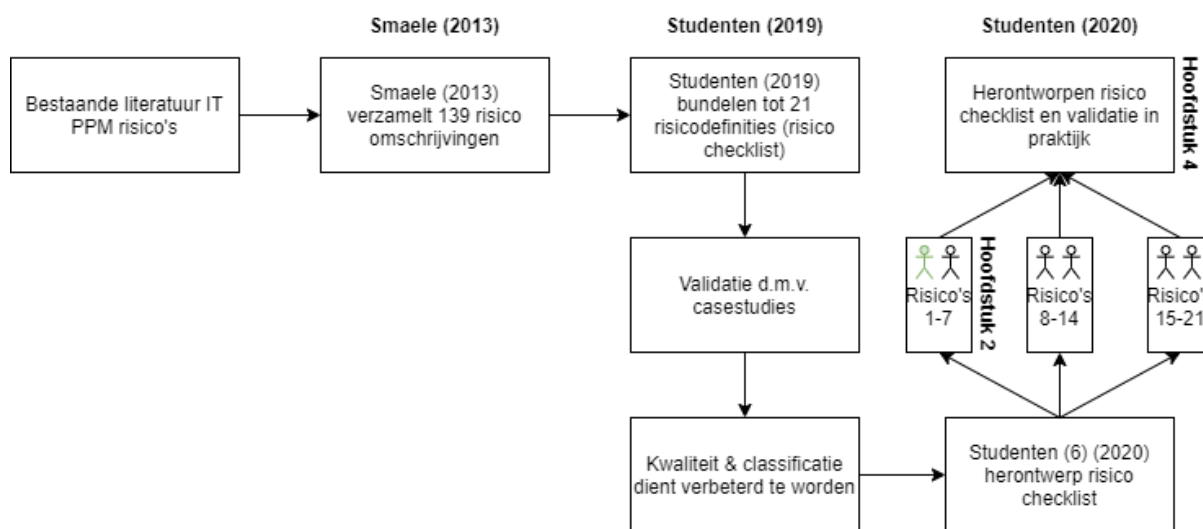 Smaele (2013)
Studenten (2019)
Studenten (2020)
Bestaande literatuur IT
PPM risico's
Smaele (2013)
verzamelt 139 risico
omschrijvingen
Studenten (2019)
bundelen tot 21
risicodefinities (risico
checklist)
Herontworpen risico
checklist en validatie in
praktijk
Hoofdstuk 4
Validatie d.m.v.
casestudies
Risico's
1-7
Hoofdstuk 2
Risico's
8-14
Risico'
15-21
Kwaliteit & classificatie
dient verbeterd te worden
Studenten (6) (2020)
herontwerp risico
checklist